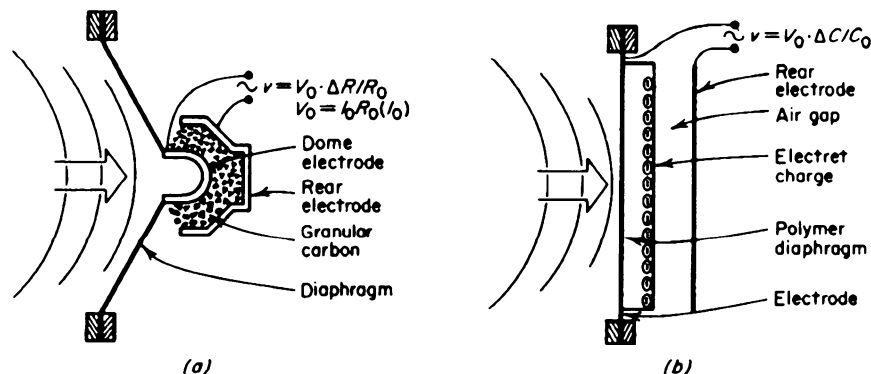 ∼ v = V₀ · ΔR/R₀
V₀ = I₀R₀(I₀)
Dome
electrode
Rear
electrode
Granular
carbon
Diaphragm
(a)
∼ v = V₀ · ΔC/C₀
Rear
electrode
Air gap
Electret
charge
Polymer
diaphragm
Electrode
(b)